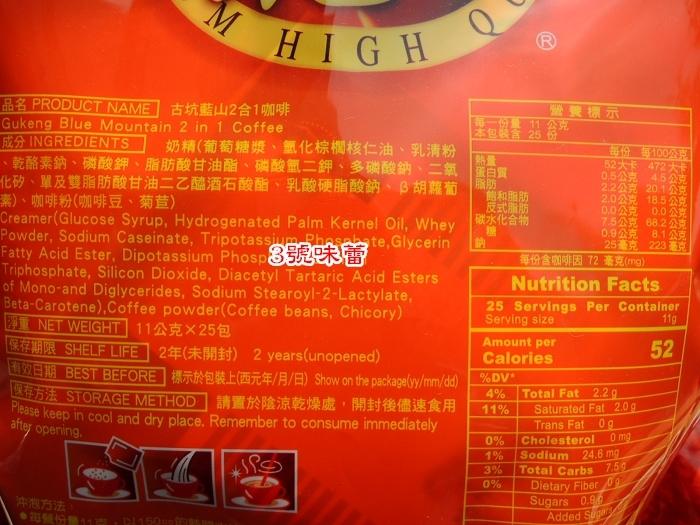 M HIGH QU
®
品名 PRODUCT NAME 古坑藍山2合1咖啡
Gukeng Blue Mountain 2 in 1 Coffee
成分 INGREDIENTS 奶精(葡萄糖漿、氫化棕櫚核仁油、乳清粉
、乾酪素鈉、磷酸鉀、脂肪酸甘油酯、磷酸氫二鉀、多磷酸鈉、二氧
化矽、單及雙脂肪酸甘油二乙醯酒石酸酯、乳酸硬脂酸鈉、β胡蘿蔔
素)、咖啡粉(咖啡豆、菊苣)
Creamer(Glucose Syrup, Hydrogenated Palm Kernel Oil, Whey
Powder, Sodium Caseinate, Tripotassium Phosphate,Glycerin
Fatty Acid Ester, Dipotassium Phosp
Triphosphate, Silicon Dioxide, Diacetyl Tartaric Acid Esters
of Mono-and Diglycerides, Sodium Stearoyl-2-Lactylate,
Beta-Carotene),Coffee powder(Coffee beans, Chicory)
3號味蕾
淨重 NET WEIGHT 11公克×25包
保存期限 SHELF LIFE 2年(未開封) 2 years(unopened)
有效日期 BEST BEFORE 標示於包裝上(西元年/月/日) Show on the package(yy/mm/dd)
保存方法 STORAGE METHOD 請置於陰涼乾燥處,開封後儘速食用
Please keep in cool and dry place. Remember to consume immediately
after opening.
沖泡方法:
營養標示
每一份量 11 公克
本包裝含 25 份
每份 每100公克
熱量 52大卡 472大卡
蛋白質 0.5公克 4.5公克
脂肪 2.2公克 20.1公克
飽和脂肪 2.0公克 18.5公克
反式脂肪 0.0公克 0.0公克
碳水化合物 7.5公克 68.2公克
糖 0.9公克 8.1公克
鈉 25毫克 223 毫克
每份含咖啡因 72 毫克(mg)
Nutrition Facts
25 Servings Per Container
Serving size 11g
Amount per
Calories 52
%DV*
4% Total Fat 2.2 g
11% Saturated Fat 2.0 g
Trans Fat 0 g
0% Cholesterol 0 mg
1% Sodium 24.6 mg
3% Total Carbs 7.5 g
0% Dietary Fiber 0 g
Sugars 0.9 g
Added Sugars